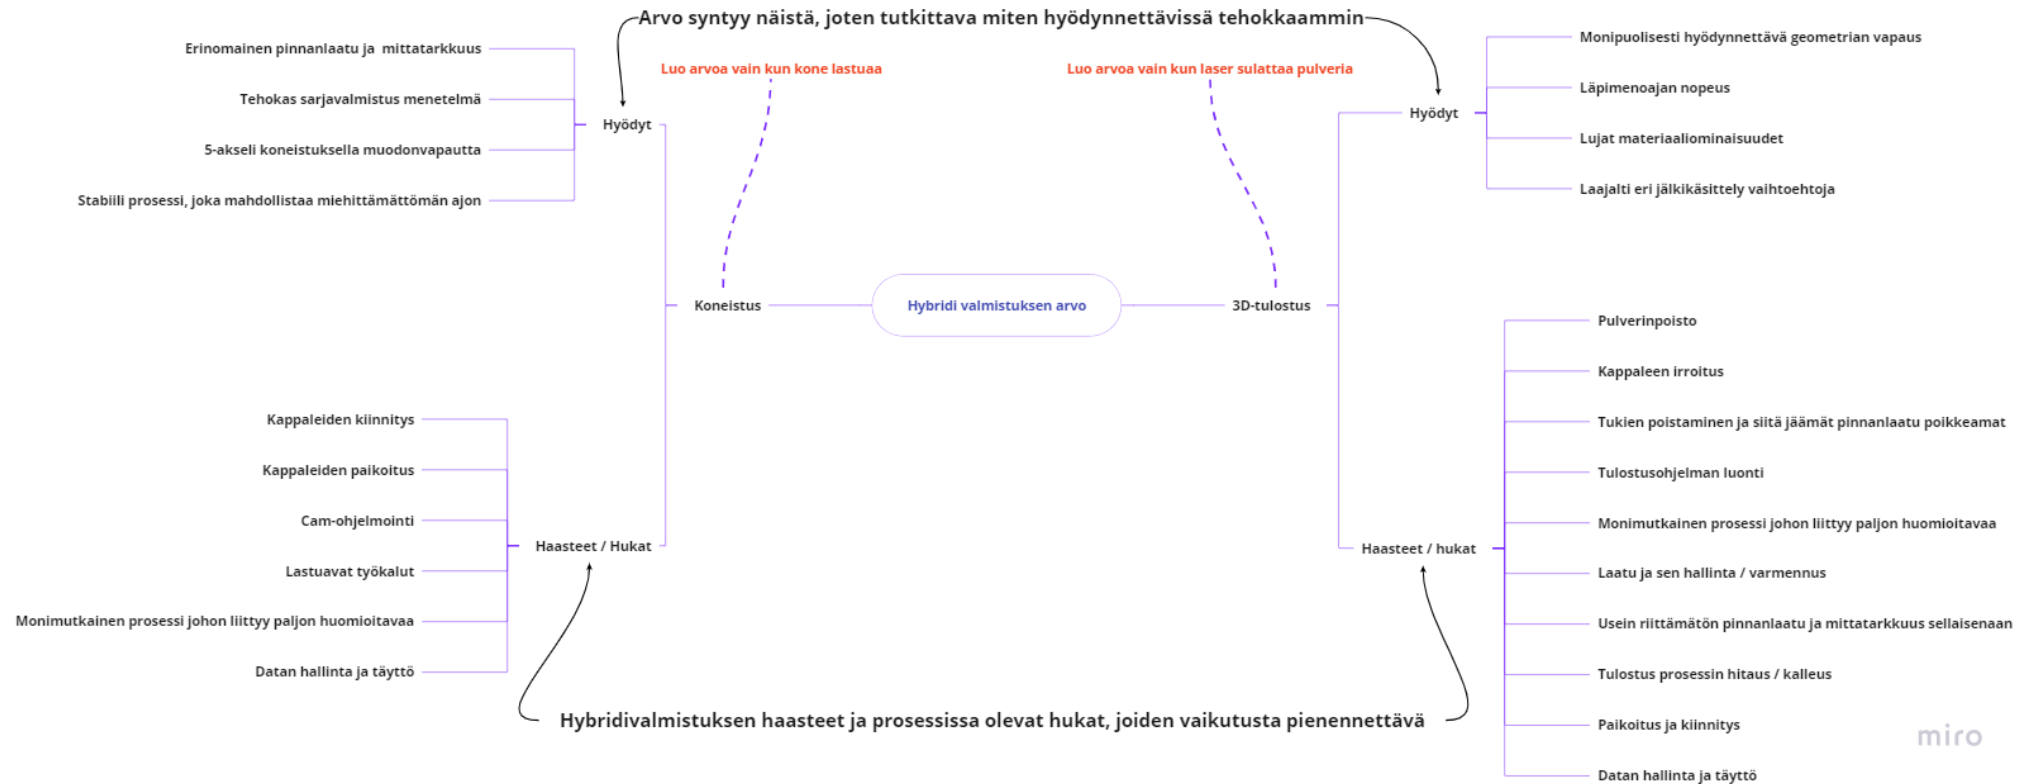 Arvo syntyy näistä, joten tutkittava miten hyödynnettävissä tehokkaammin
Luo arvoa vain kun kone lastuaa
Luo arvoa vain kun laser sulattaa pulveria
Erinomainen pinnanlaatu ja mittatarkkuus
Tehokas sarjavalmistus menetelmä
5-akseli koneistuksella muodonvapautta
Stabiili prosessi, joka mahdollistaa miehittämättömän ajon
Hyödyt
Koneistus
Hybridi valmistuksen arvo
3D-tulostus
Hyödyt
Monipuolisesti hyödynnettävä geometrian vapaus
Läpimenoajan nopeus
Lujat materiaaliominaisuudet
Laajalti eri jälkikäsittely vaihtoehtoja
Kappaleiden kiinnitys
Kappaleiden paikoitus
Cam-ohjelmointi
Lastuavat työkalut
Monimutkainen prosessi johon liittyy paljon huomioitavaa
Datan hallinta ja täyttö
Haasteet / Hukat
Haasteet / hukat
Pulverinpoisto
Kappaleen irroitus
Tukien poistaminen ja siitä jäämät pinnanlaatu poikkeamat
Tulostusohjelman luonti
Monimutkainen prosessi johon liittyy paljon huomioitavaa
Laatu ja sen hallinta / varmennus
Usein riittämätön pinnanlaatu ja mittatarkkuus sellaisenaan
Tulostus prosessin hitaus / kalleus
Paikoitus ja kiinnitys
Datan hallinta ja täyttö
Hybridivalmistuksen haasteet ja prosessissa olevat hukat, joiden vaikutusta pienennettävä
miro